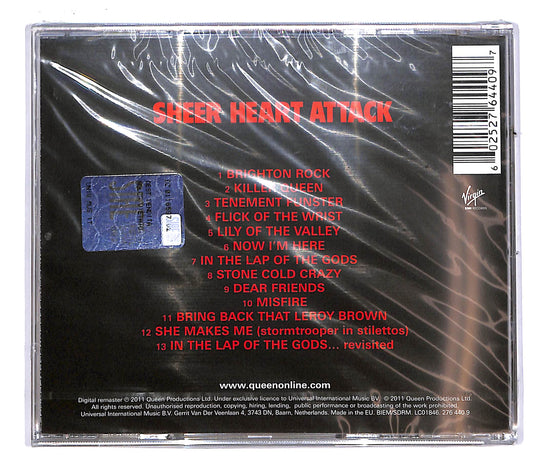 SHEER HEART ATTACK
1 BRIGHTON ROCK
2 KILLER QUEEN
3 TENEMENT FUNSTER
4 FLICK OF THE WRIST
5 LILY OF THE VALLEY
6 NOW I'M HERE
7 IN THE LAP OF THE GODS
8 STONE COLD CRAZY
9 DEAR FRIENDS
10 MISFIRE
11 BRING BACK THAT LEROY BROWN
12 SHE MAKES ME (stormtrooper in stilettos)
13 IN THE LAP OF THE GODS... revisited
www.queenonline.com
Digital remaster © 2011 Queen Productions Ltd. Under exclusive licence to Universal International Music BV. © 2011 Queen Productions Ltd.
All rights reserved. Unauthorised reproduction, copying, hiring, lending, public performance or broadcasting of the work prohibited.
Universal International Music B.V. Gerrit Van Der Veenlaan 4, 3743 DN, Baarn, Netherlands. Made in the EU. BIEM/SDRM. LC01846. 276 440 9
6 02527 64409 7
Virgin
EMI RECORDS